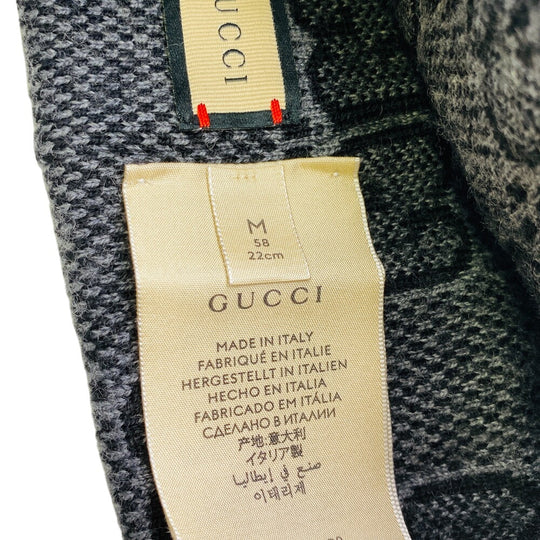 GUCCI
M
58
22cm
GUCCI
MADE IN ITALY
FABRIQUÉ EN ITALIE
HERGESTELLT IN ITALIEN
HECHO EN ITALIA
FABRICADO EM ITÁLIA
СДЕЛАНО В ИТАЛИИ
产地:意大利
イタリア製
صنع في إيطاليا
이태리제